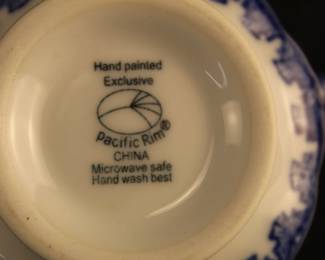 Hand painted
Exclusive
pacific Rim®
CHINA
Microwave safe
Hand wash best